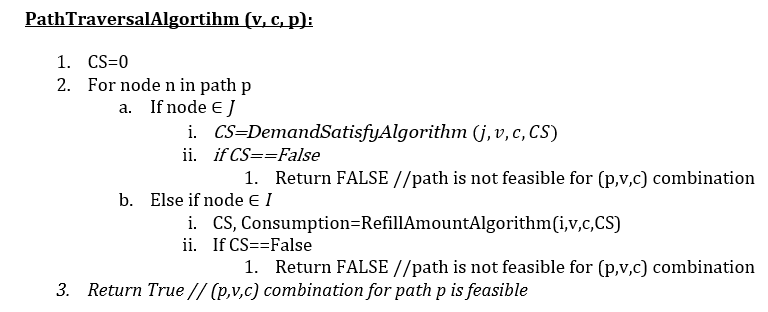 PathTraversalAlgortihm (v, c, p):
1. CS=0
2. For node n in path p
a. If node ∈ J
i. CS=DemandSatisfyAlgorithm (j, v, c, CS)
ii. if CS==False
1. Return FALSE //path is not feasible for (p,v,c) combination
b. Else if node ∈ I
i. CS, Consumption=RefillAmountAlgorithm(i,v,c,CS)
ii. If CS==False
1. Return FALSE //path is not feasible for (p,v,c) combination
3. Return True // (p,v,c) combination for path p is feasible